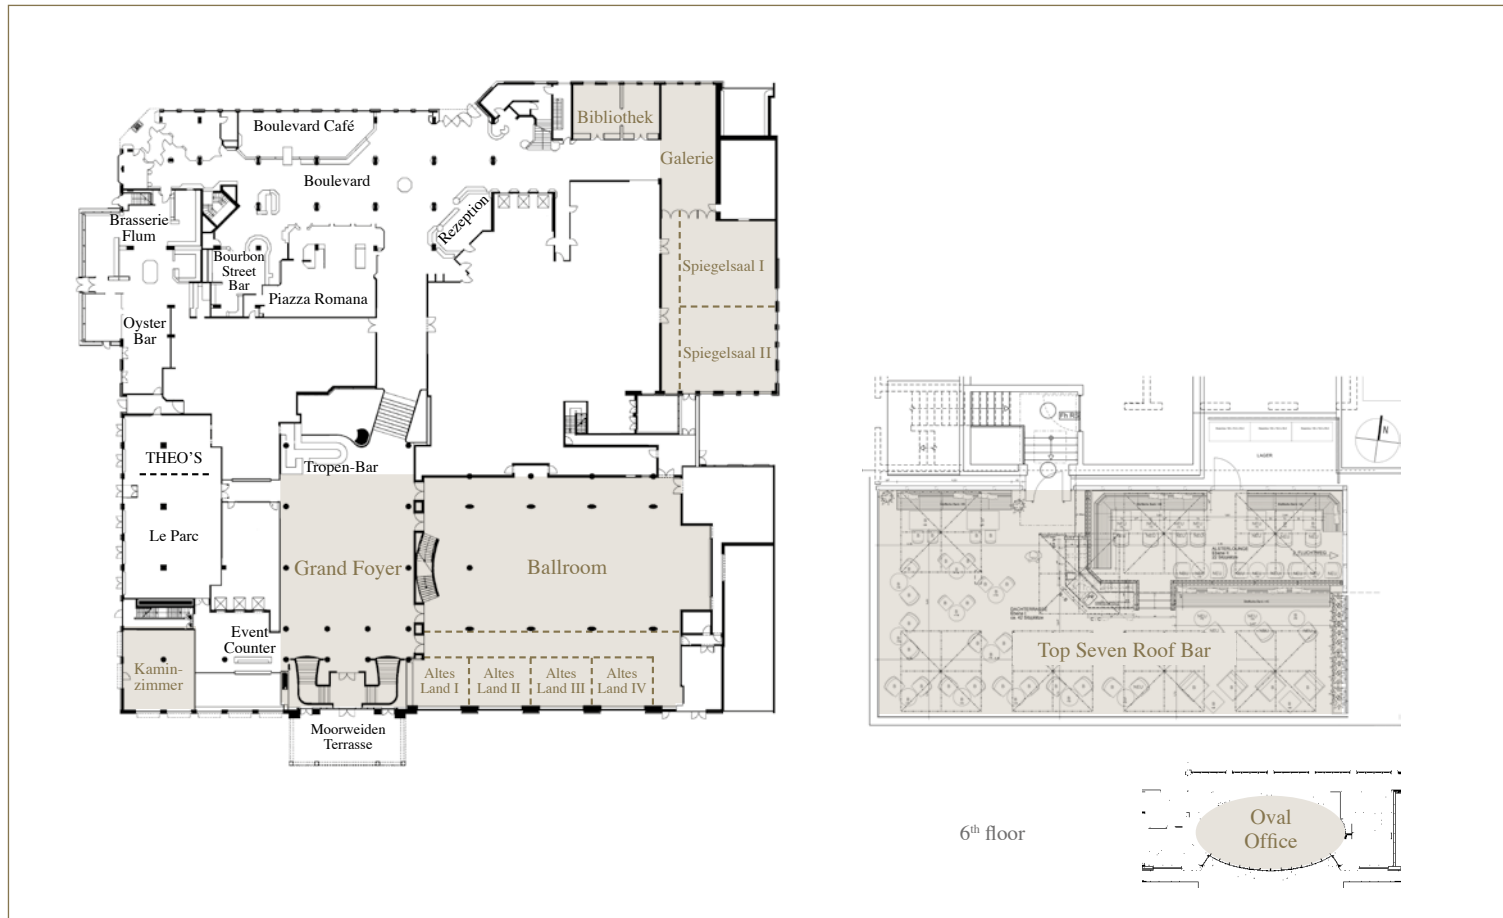 Boulevard Café
Bibliothek
Galerie
Boulevard
Rezeption
Brasserie
Flum
Bourbon
Street
Bar
Piazza Romana
Spiegelsaal I
Oyster
Bar
Spiegelsaal II
THEO'S
Tropen-Bar
Le Parc
Grand Foyer
Ballroom
Event
Counter
Kamin-
zimmer
Altes
Land I
Altes
Land II
Altes
Land III
Altes
Land IV
Moorweiden
Terrasse
N
LAGER
Top Seven Roof Bar
6th floor
Oval
Office